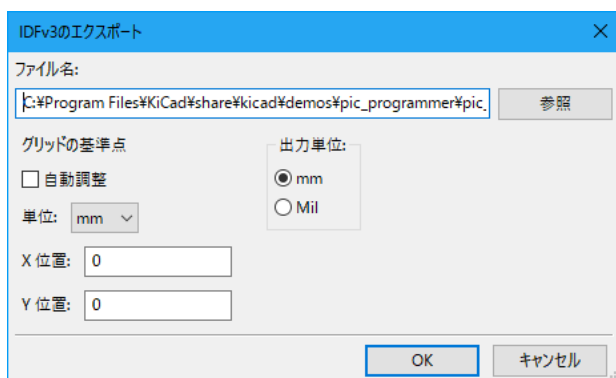 IDFv3のエクスポート
ファイル名:
C:¥Program Files¥KiCad¥share¥kicad¥demos¥pic_programmer¥pic_
参照
グリッドの基準点
出力単位:
自動調整
mm
単位: mm
Mil
X 位置: 0
Y 位置: 0
OK
キャンセル